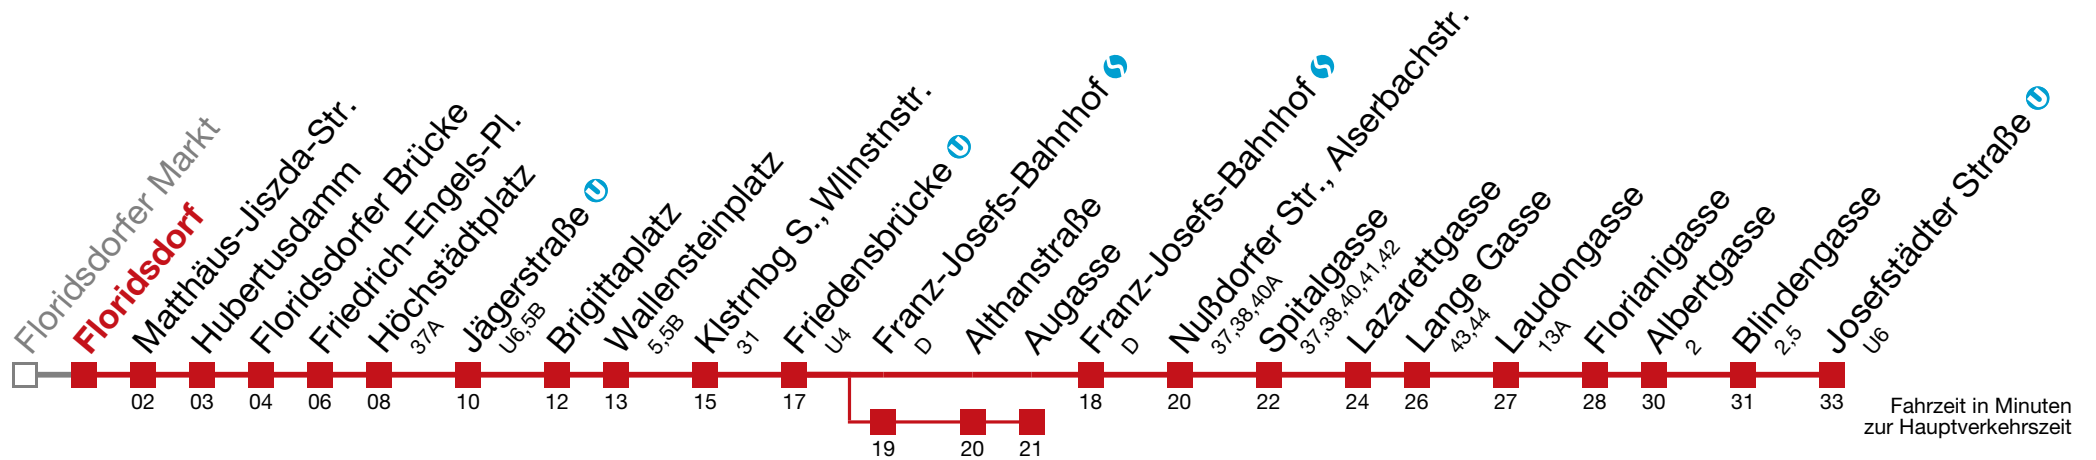 Floridsdorfer Markt
Floridsdorf
Matthäus-Jiszda-Str.
02
Hubertusdamm
03
Floridsdorfer Brücke
04
Friedrich-Engels-Pl.
06
Höchstädtplatz
37A
08
Jägerstraße U
U6,5B
10
Brigittaplatz
12
Wallensteinplatz
5,5B
13
Klstrnbg S., Wllnstnstr.
31
15
Friedensbrücke U
U4
17
Franz-Josefs-Bahnhof S
D
19
Althanstraße
20
Augasse
21
Franz-Josefs-Bahnhof S
D
18
Nußdorfer Str., Alserbachstr.
37,38,40A
20
Spitalgasse
37,38,40,41,42
22
Lazarettgasse
24
Lange Gasse
43,44
26
Laudongasse
13A
27
Florianigasse
28
Albertgasse
2
30
Blindengasse
2,5
31
Josefstädter Straße U
U6
33
Fahrzeit in Minuten
zur Hauptverkehrszeit